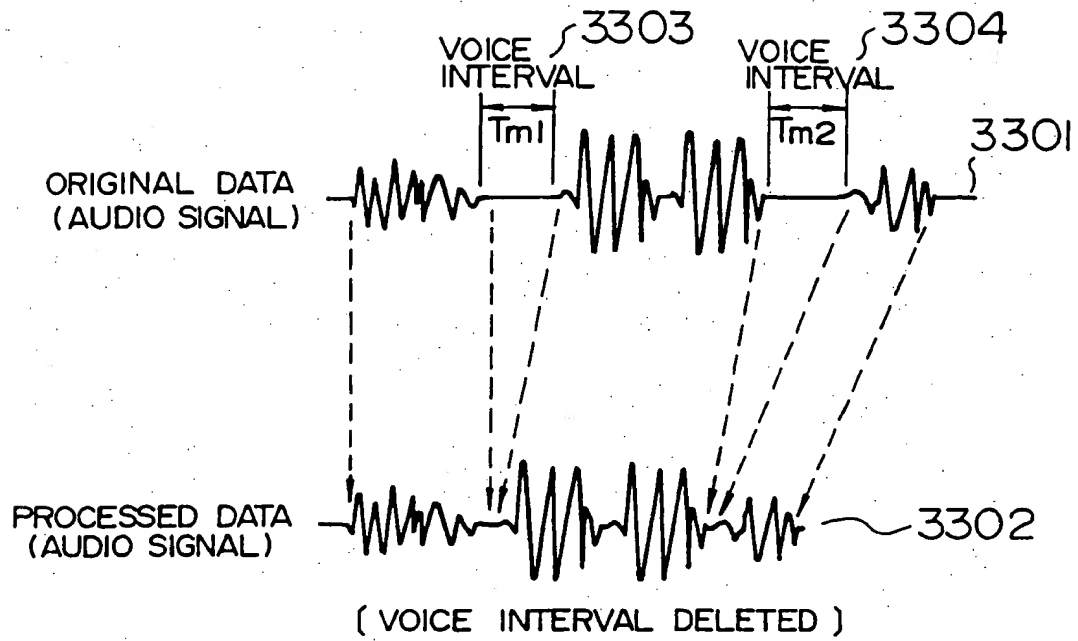 VOICE INTERVAL 3303
VOICE INTERVAL 3304
Tm1
Tm2
3301
ORIGINAL DATA
(AUDIO SIGNAL)
PROCESSED DATA
(AUDIO SIGNAL)
3302
[ VOICE INTERVAL DELETED ]